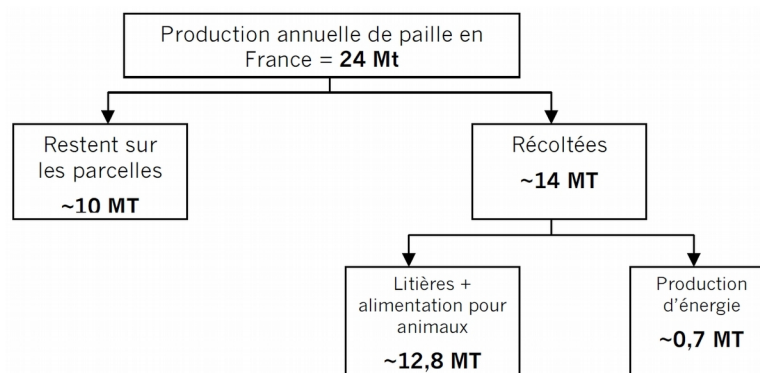 Production annuelle de paille en
France = 24 Mt
Restent sur
les parcelles
~10 MT
Récoltées
~14 MT
Litières +
alimentation pour
animaux
~12,8 MT
Production
d'énergie
~0,7 MT